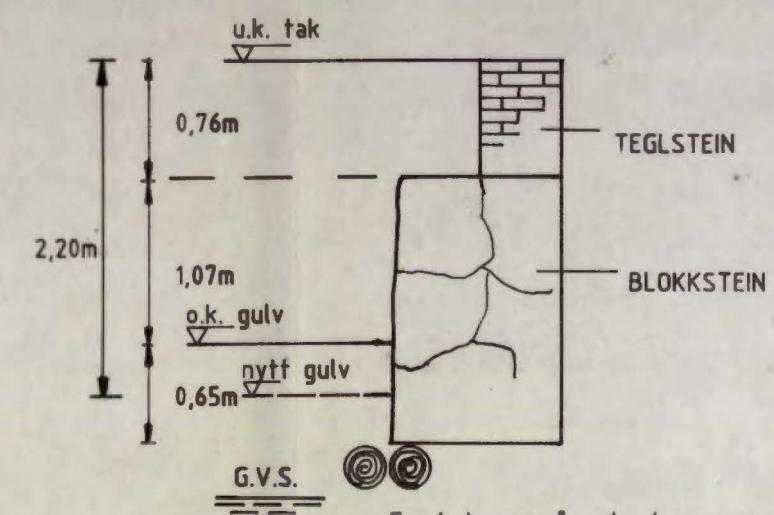 u.k. tak
0,76m
TEGLSTEIN
2,20m
1,07m
BLOKKSTEIN
o.k. gulv
nytt gulv
0,65m
G.V.S.